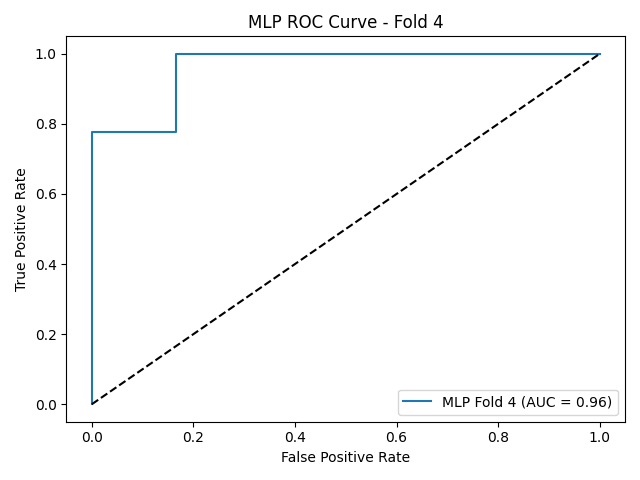 MLP ROC Curve - Fold 4
True Positive Rate
1.0
0.8
0.6
0.4
0.2
0.0
0.0 0.2 0.4 0.6 0.8 1.0
False Positive Rate
MLP Fold 4 (AUC = 0.96)